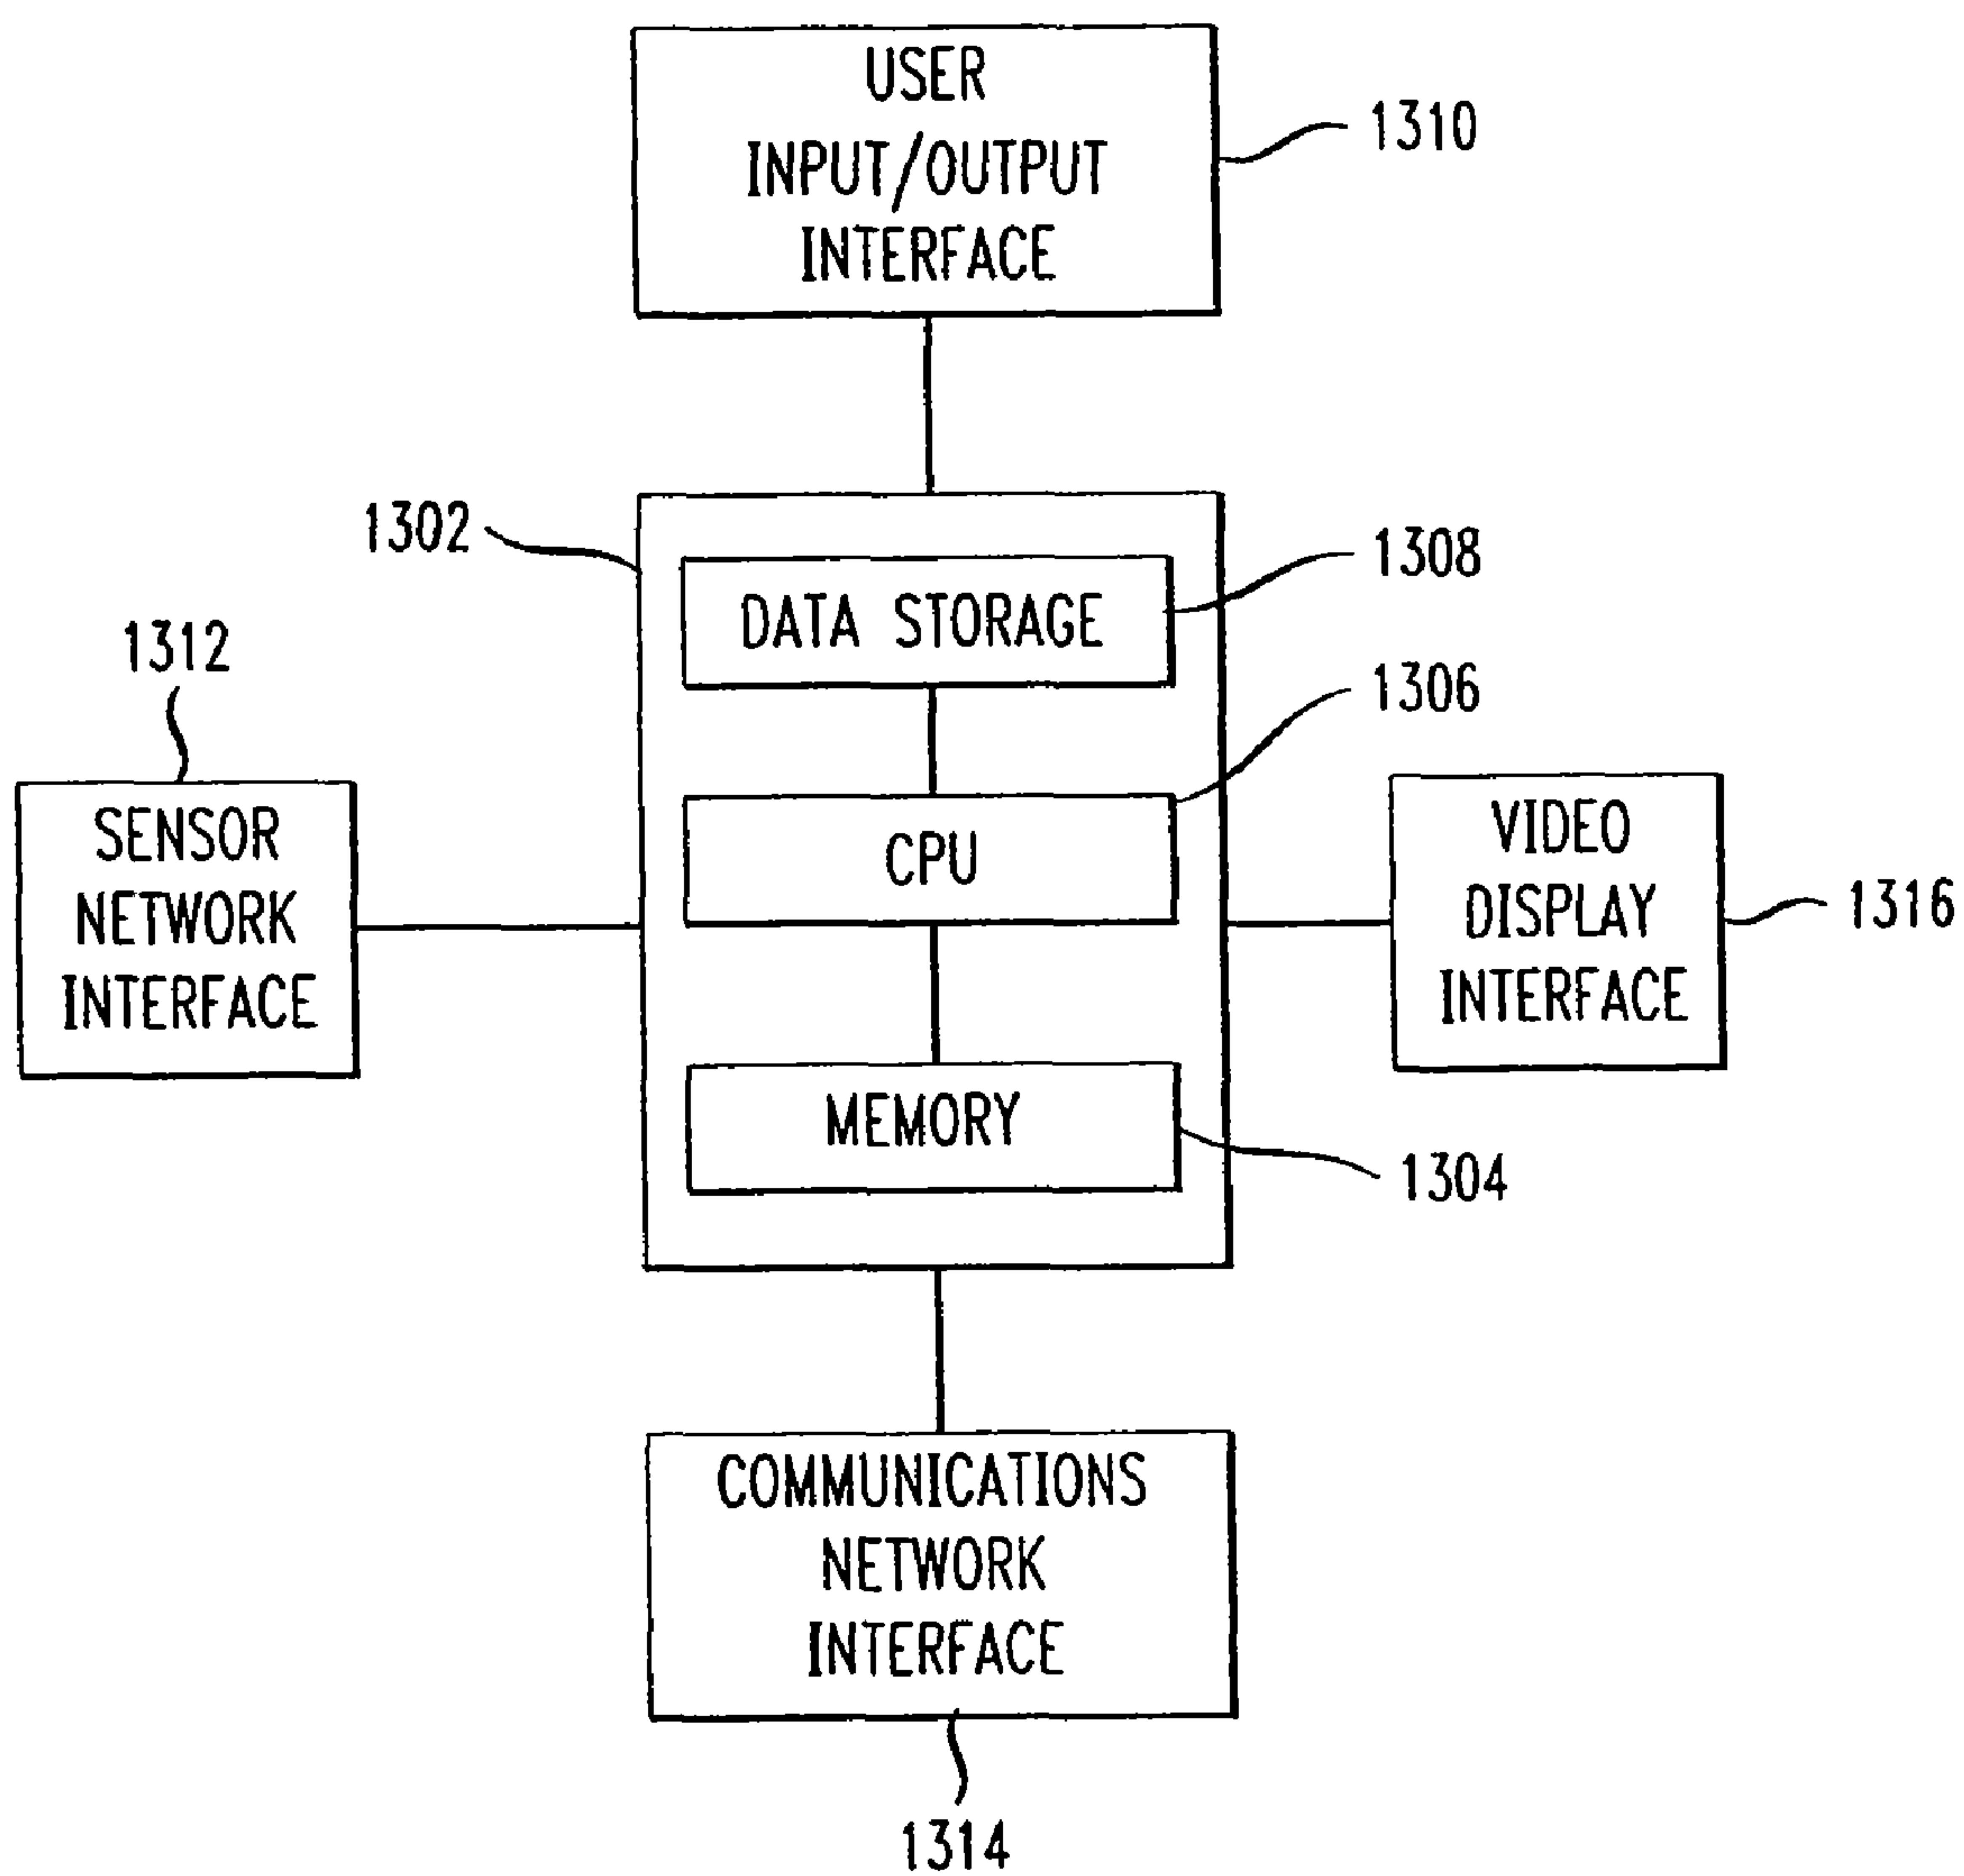 USER
INPUT/OUTPUT
INTERFACE
1310
1302
1308
DATA STORAGE
1312
1306
SENSOR
NETWORK
INTERFACE
CPU
VIDEO
DISPLAY
INTERFACE
1316
MEMORY
1304
COMMUNICATIONS
NETWORK
INTERFACE
1314